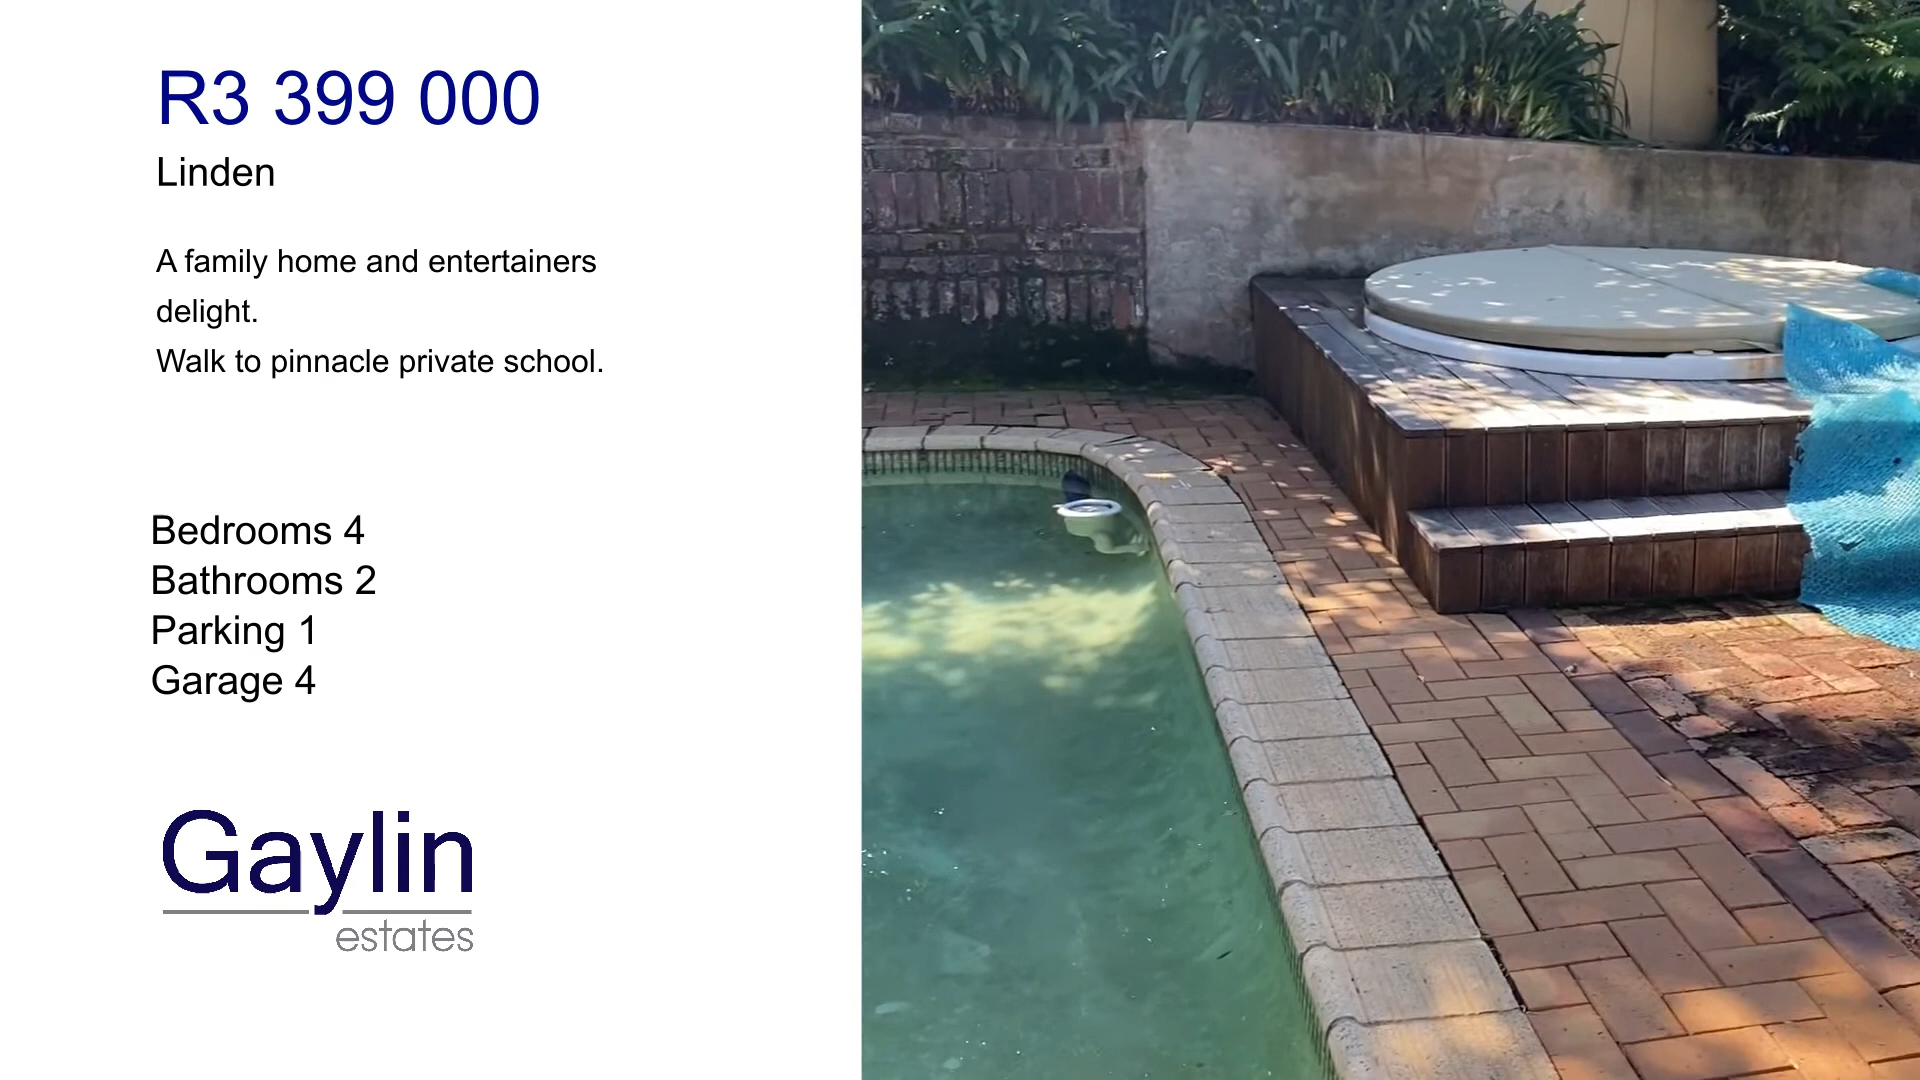 R3 399 000
Linden
A family home and entertainers
delight.
Walk to pinnacle private school.
Bedrooms 4
Bathrooms 2
Parking 1
Garage 4
Gaylin
estates